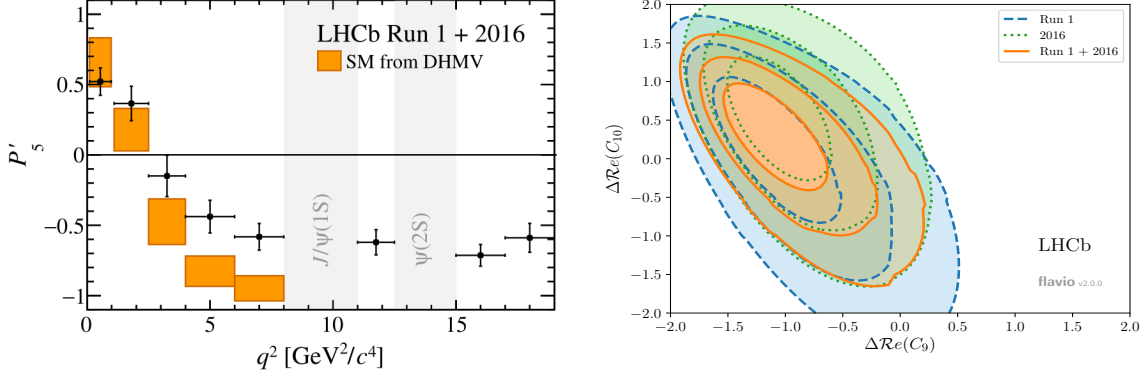 LHCb Run 1 + 2016
SM from DHMV
1
0.5
0
−0.5
−1
P′5
J/ψ(1S)
ψ(2S)
0 5 10 15
q² [GeV²/c⁴]
Run 1
2016
Run 1 + 2016
2.0
1.5
1.0
0.5
0.0
−0.5
−1.0
−1.5
−2.0
ΔRe(C₁₀)
LHCb
flavio v2.0.0
−2.0 −1.5 −1.0 −0.5 0.0 0.5 1.0 1.5 2.0
ΔRe(C₉)